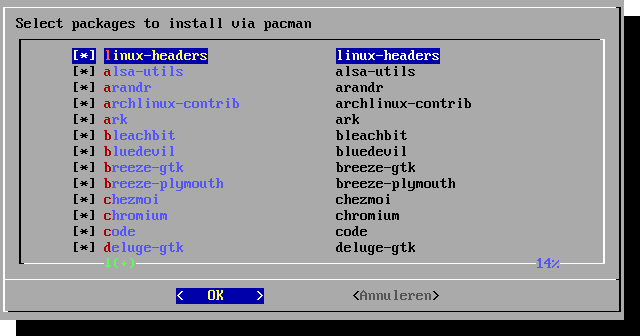 Select packages to install via pacman
[*] linux-headers linux-headers
[*] alsa-utils alsa-utils
[*] arandr arandr
[*] archlinux-contrib archlinux-contrib
[*] ark ark
[*] bleachbit bleachbit
[*] bluedevil bluedevil
[*] breeze-gtk breeze-gtk
[*] breeze-plymouth breeze-plymouth
[*] chezmoi chezmoi
[*] chromium chromium
[*] code code
[*] deluge-gtk deluge-gtk
↓(+) 14%
< OK > <Annuleren>